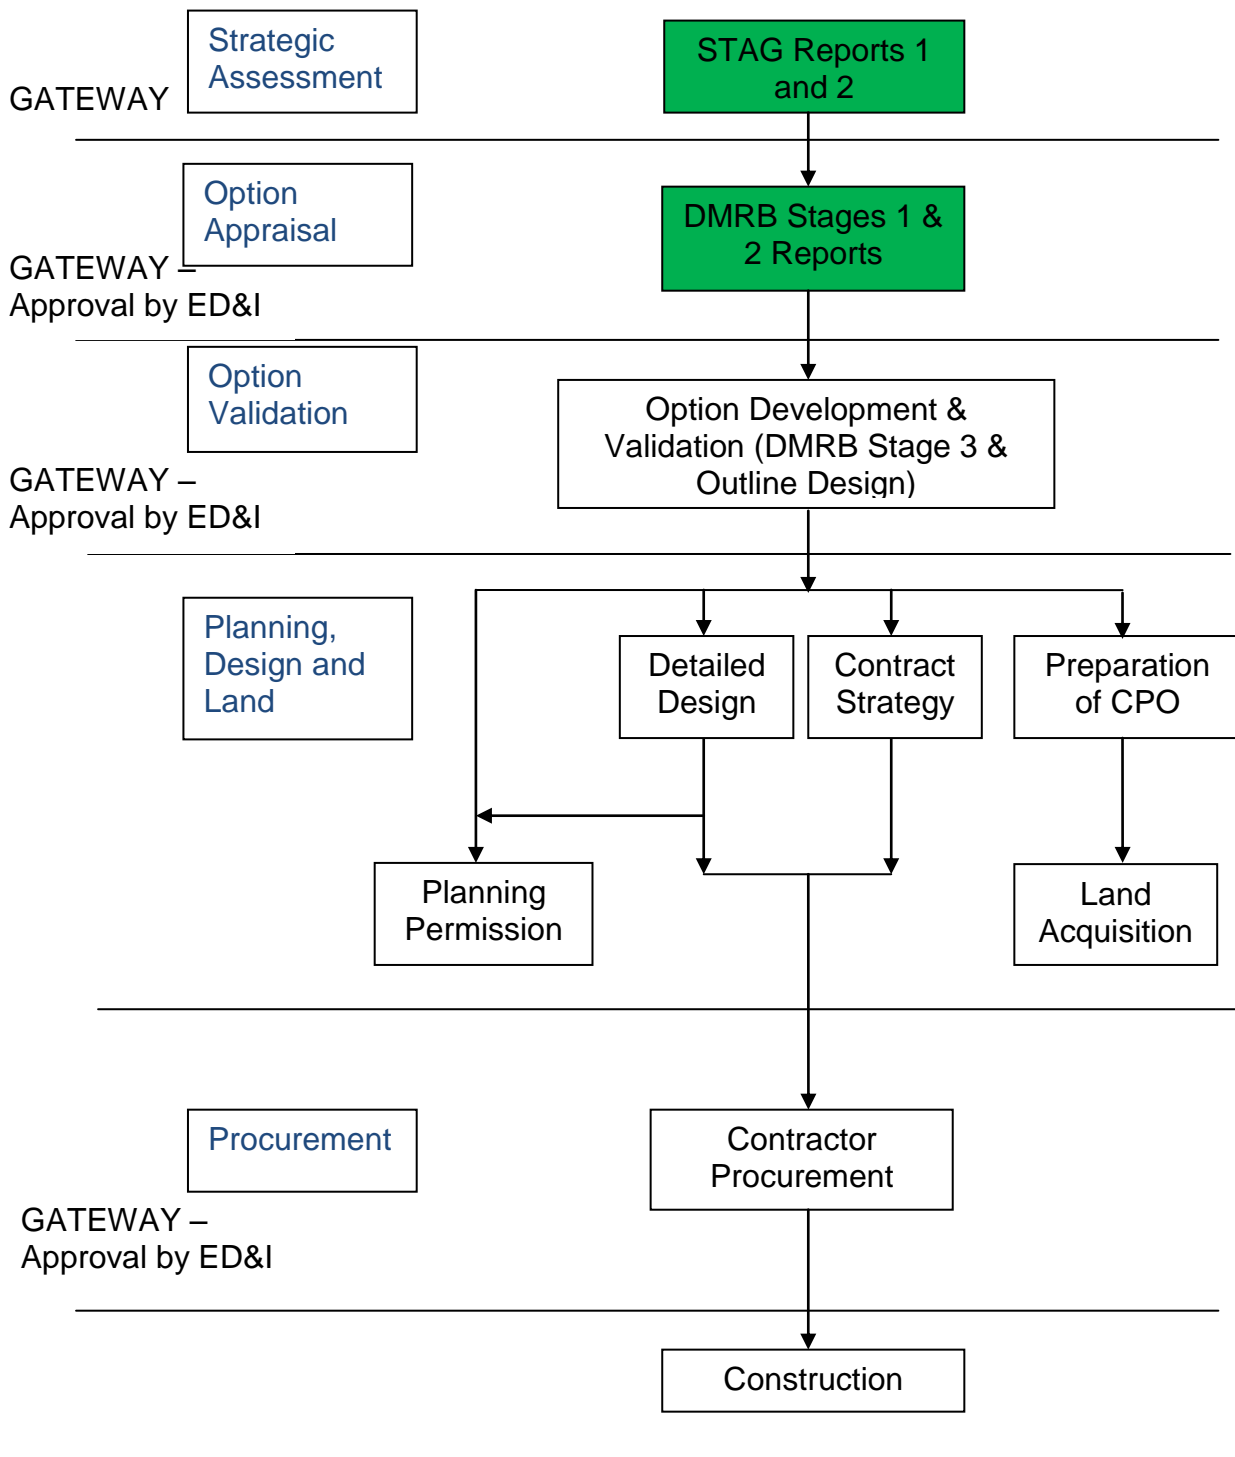 Strategic
Assessment
STAG Reports 1
and 2
GATEWAY
Option
Appraisal
DMRB Stages 1 &
2 Reports
GATEWAY –
Approval by ED&I
Option
Validation
Option Development &
Validation (DMRB Stage 3 &
Outline Design)
GATEWAY –
Approval by ED&I
Planning,
Design and
Land
Detailed
Design
Contract
Strategy
Preparation
of CPO
Planning
Permission
Land
Acquisition
Procurement
Contractor
Procurement
GATEWAY –
Approval by ED&I
Construction